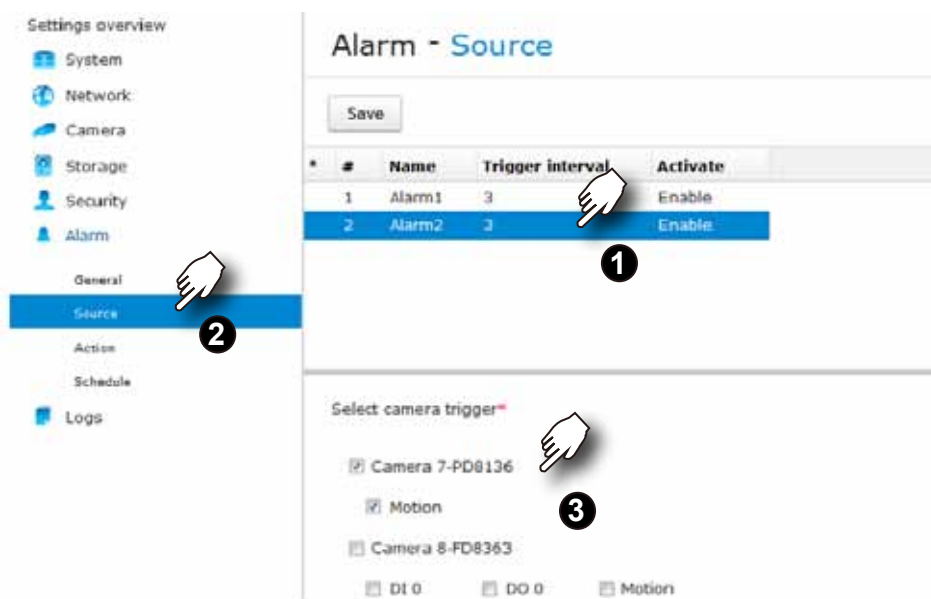 Settings overview
System
Network
Camera
Storage
Security
Alarm
General
Source
Action
Schedule
Logs
Alarm - Source
Save
* # Name Trigger interval Activate
1 Alarm1 3 Enable
2 Alarm2 3 Enable
1
2
Select camera trigger*
Camera 7-PD8136
Motion
3
Camera 8-FD8363
DI 0 DO 0 Motion